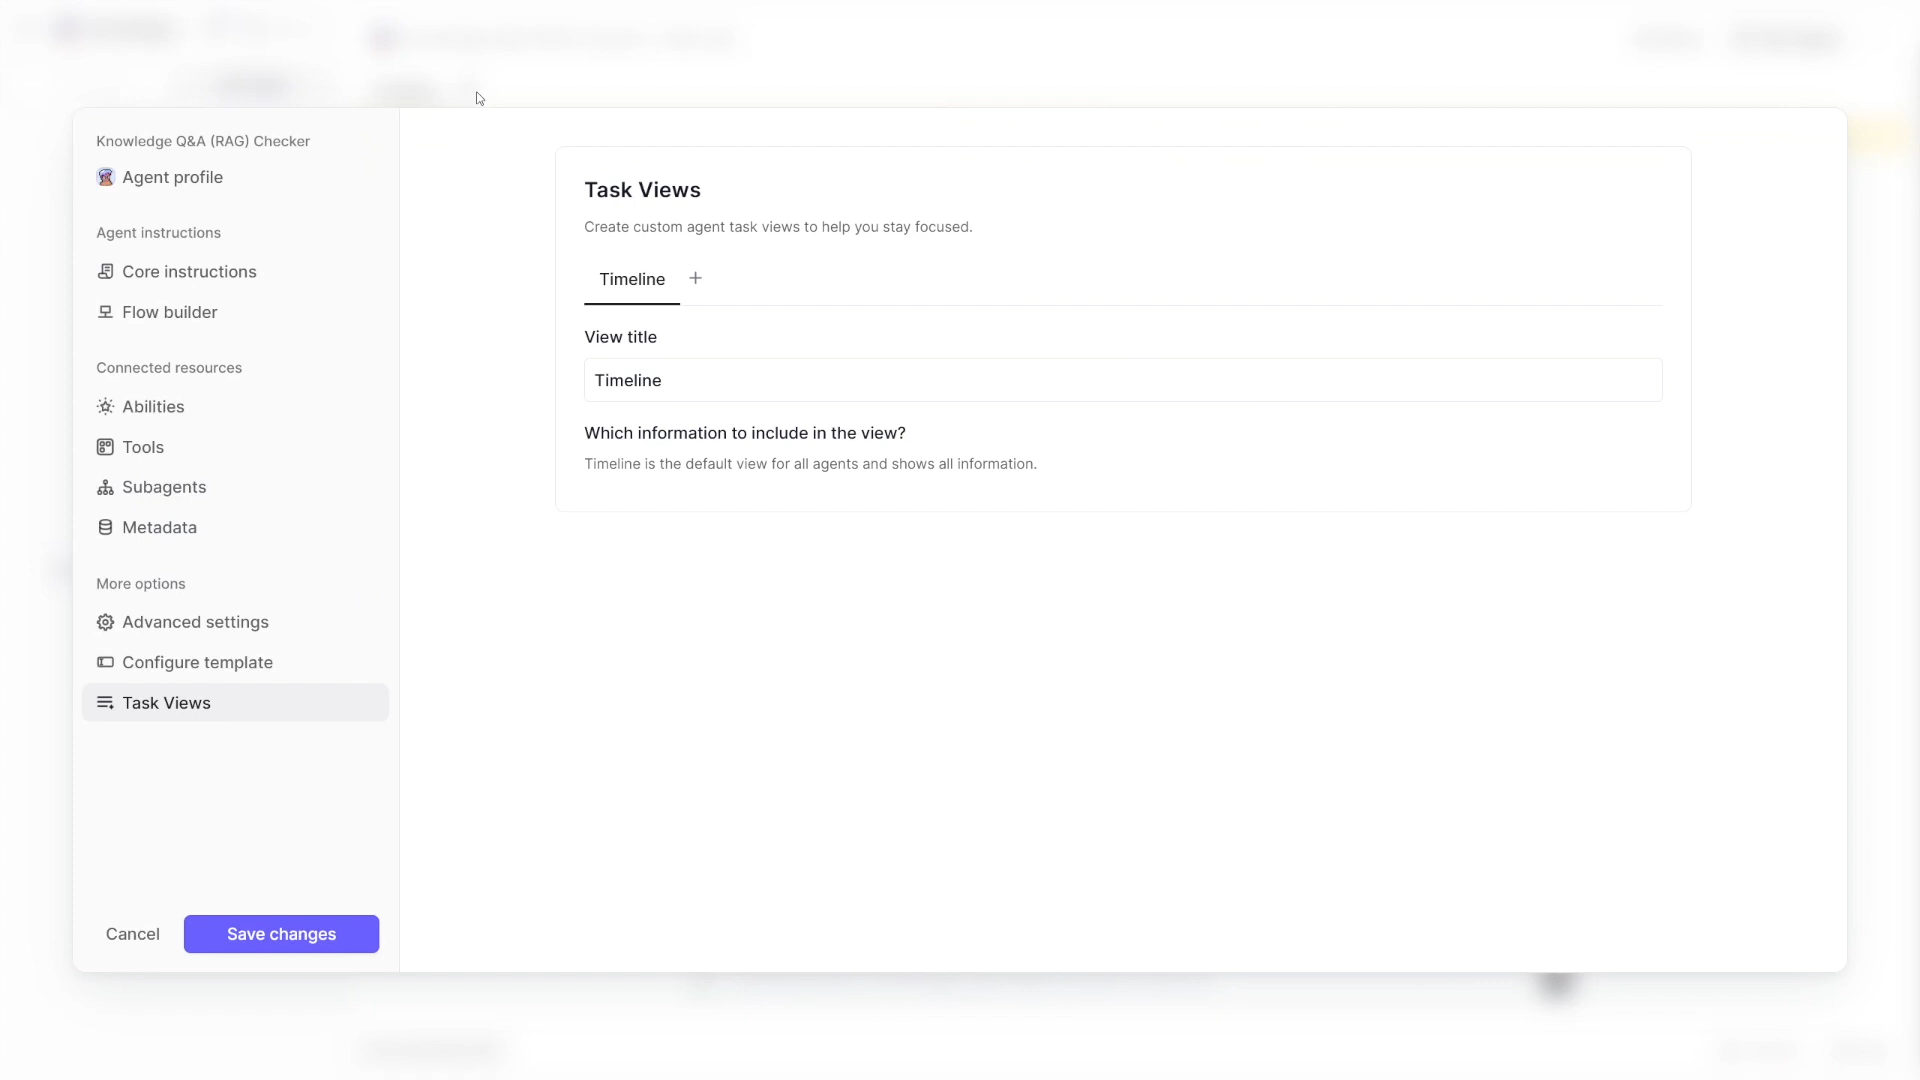 Knowledge Q&A (RAG) Checker
Agent profile
Agent instructions
Core instructions
Flow builder
Connected resources
Abilities
Tools
Subagents
Metadata
More options
Advanced settings
Configure template
Task Views
Cancel
Save changes
Task Views
Create custom agent task views to help you stay focused.
Timeline
View title
Timeline
Which information to include in the view?
Timeline is the default view for all agents and shows all information.